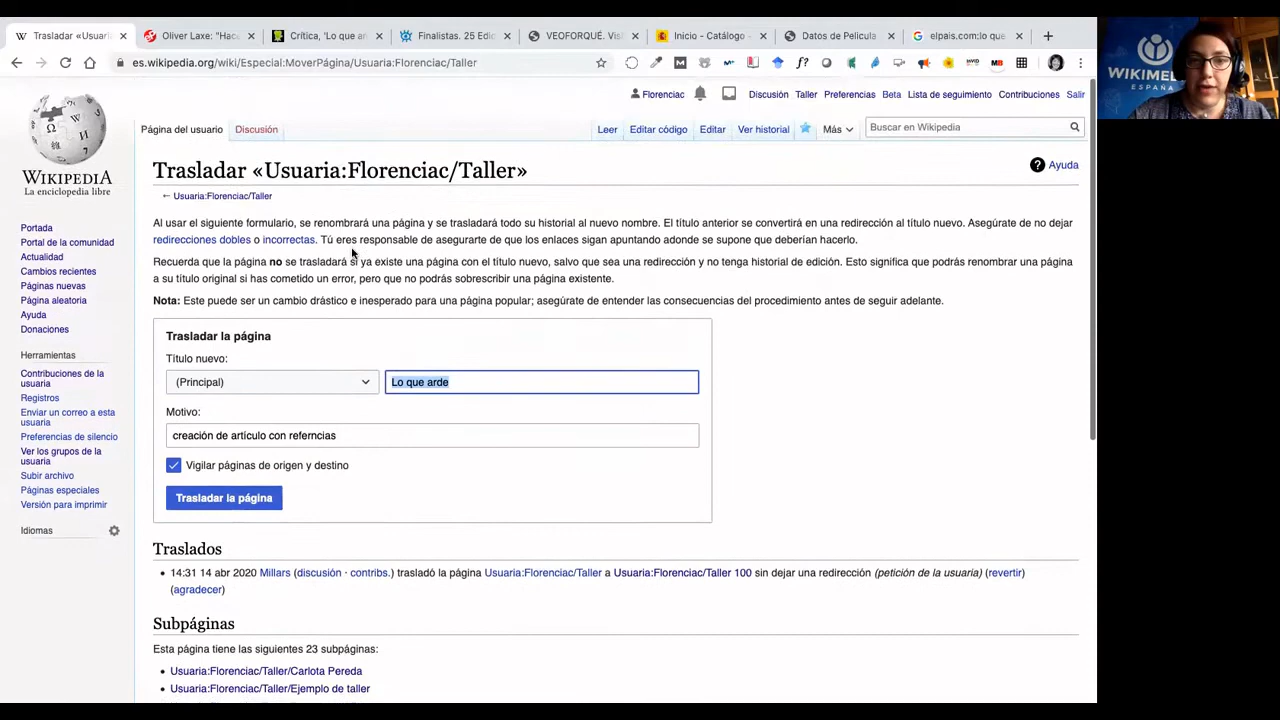 Trasladar «Usuaria
Oliver Laxe: "Hace
Crítica, 'Lo que ar
Finalistas. 25 Edic
VEOFORQUÉ. Vis
Inicio - Catálogo
Datos de Pelicula
elpais.com:lo que
es.wikipedia.org/wiki/Especial:MoverPágina/Usuaria:Florenciac/Taller
WIKIME
ESPAÑA
Florenciac
Discusión
Taller
Preferencias
Beta
Lista de seguimiento
Contribuciones
Salir
Página del usuario
Discusión
Leer
Editar código
Editar
Ver historial
Más
Buscar en Wikipedia
WIKIPEDIA
La enciclopedia libre
Portada
Portal de la comunidad
Actualidad
Cambios recientes
Páginas nuevas
Página aleatoria
Ayuda
Donaciones
Herramientas
Contribuciones de la
usuaria
Registros
Enviar un correo a esta
usuaria
Preferencias de silencio
Ver los grupos de la
usuaria
Subir archivo
Páginas especiales
Versión para imprimir
Idiomas
Trasladar «Usuaria:Florenciac/Taller»
Ayuda
← Usuaria:Florenciac/Taller
Al usar el siguiente formulario, se renombrará una página y se trasladará todo su historial al nuevo nombre. El título anterior se convertirá en una redirección al título nuevo. Asegúrate de no dejar
redirecciones dobles o incorrectas. Tú eres responsable de asegurarte de que los enlaces sigan apuntando adonde se supone que deberían hacerlo.
Recuerda que la página no se trasladará si ya existe una página con el título nuevo, salvo que sea una redirección y no tenga historial de edición. Esto significa que podrás renombrar una página
a su título original si has cometido un error, pero que no podrás sobrescribir una página existente.
Nota: Este puede ser un cambio drástico e inesperado para una página popular; asegúrate de entender las consecuencias del procedimiento antes de seguir adelante.
Trasladar la página
Título nuevo:
(Principal)
Lo que arde
Motivo:
creación de artículo con referncias
Vigilar páginas de origen y destino
Trasladar la página
Traslados
14:31 14 abr 2020 Millars (discusión · contribs.) trasladó la página Usuaria:Florenciac/Taller a Usuaria:Florenciac/Taller 100 sin dejar una redirección (petición de la usuaria) (revertir)
(agradecer)
Subpáginas
Esta página tiene las siguientes 23 subpáginas:
Usuaria:Florenciac/Taller/Carlota Pereda
Usuaria:Florenciac/Taller/Ejemplo de taller